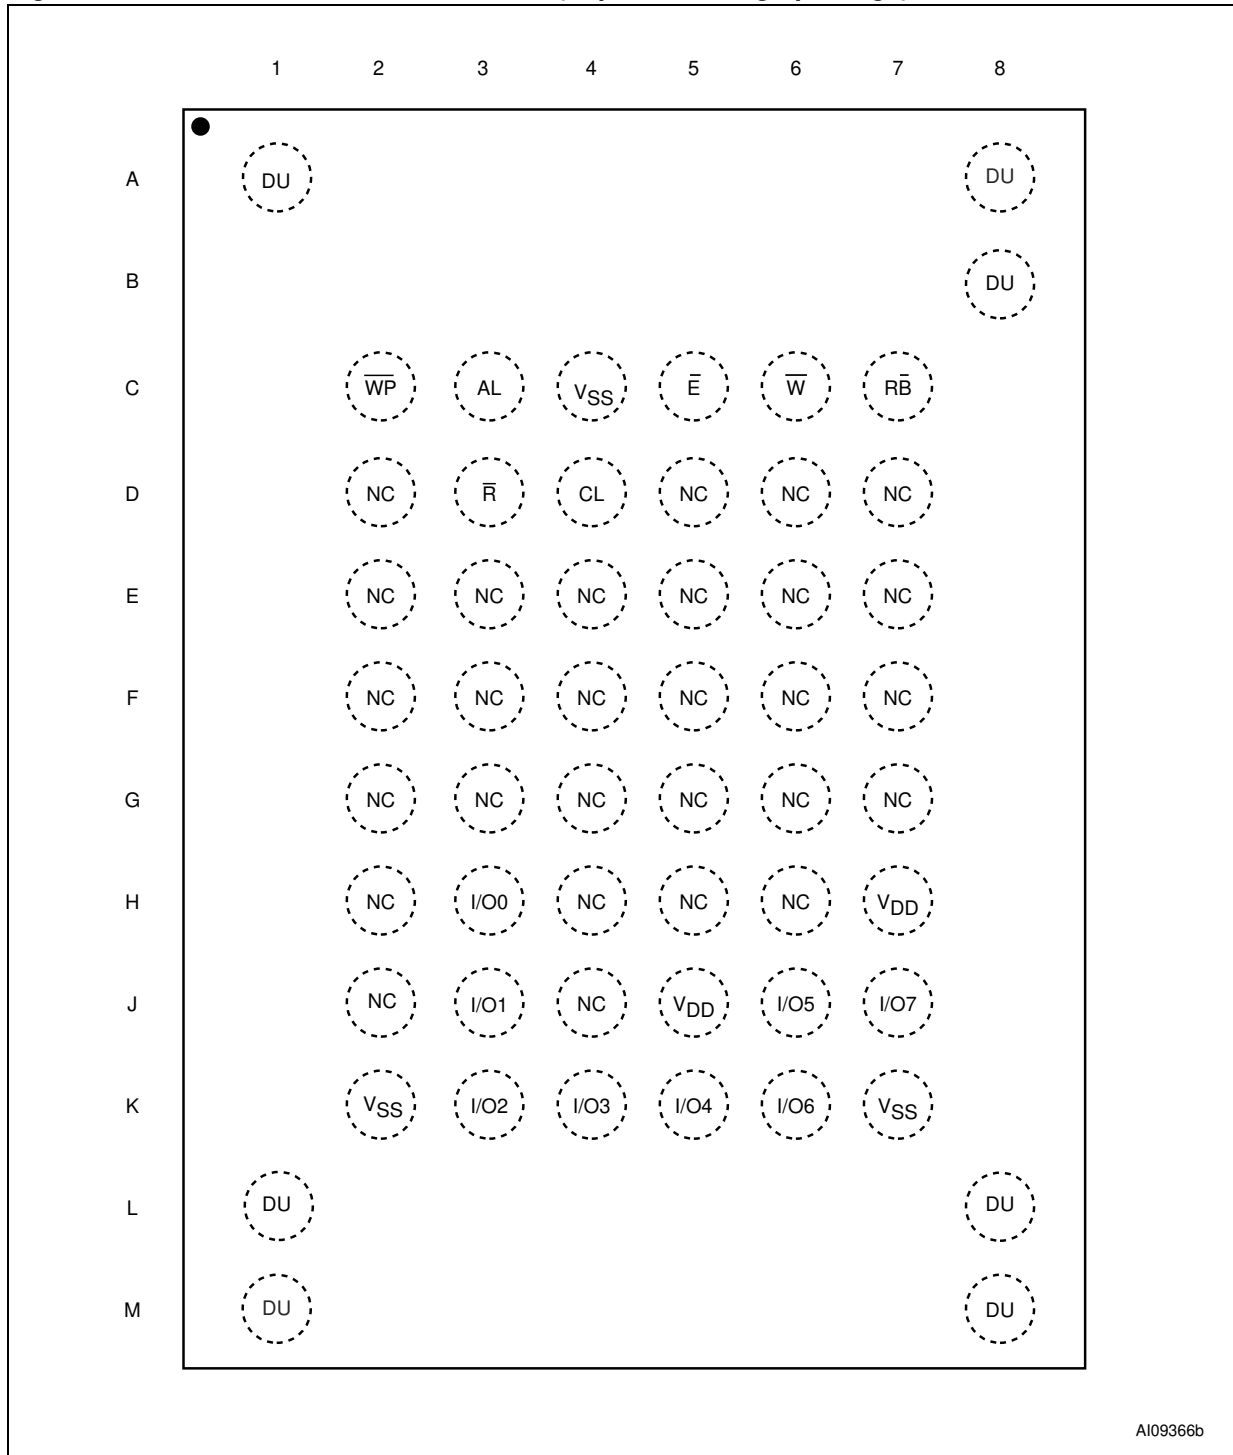 1 2 3 4 5 6 7 8
A DU DU
B DU
C W̅P̅ AL VSS E̅ W̅ RB̅
D NC R̅ CL NC NC NC
E NC NC NC NC NC NC
F NC NC NC NC NC NC
G NC NC NC NC NC NC
H NC I/O0 NC NC NC VDD
J NC I/O1 NC VDD I/O5 I/O7
K VSS I/O2 I/O3 I/O4 I/O6 VSS
L DU DU
M DU DU
AI09366b